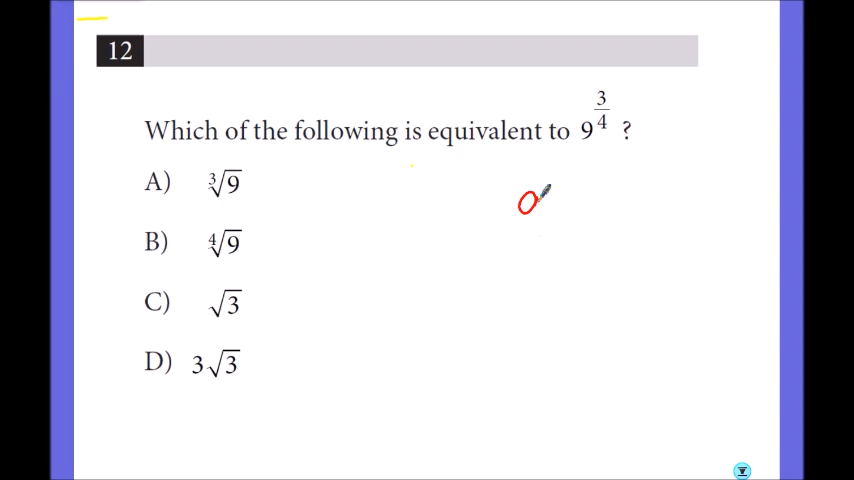 12
Which of the following is equivalent to 9^(3/4) ?
A) ∛9
B) ∜9
C) √3
D) 3√3